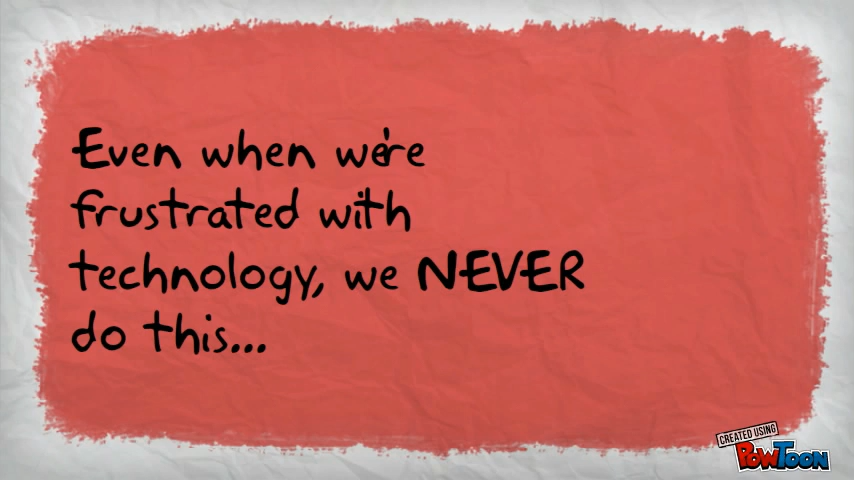 Even when we're
frustrated with
technology, we NEVER
do this...
CREATED USING
PowToon